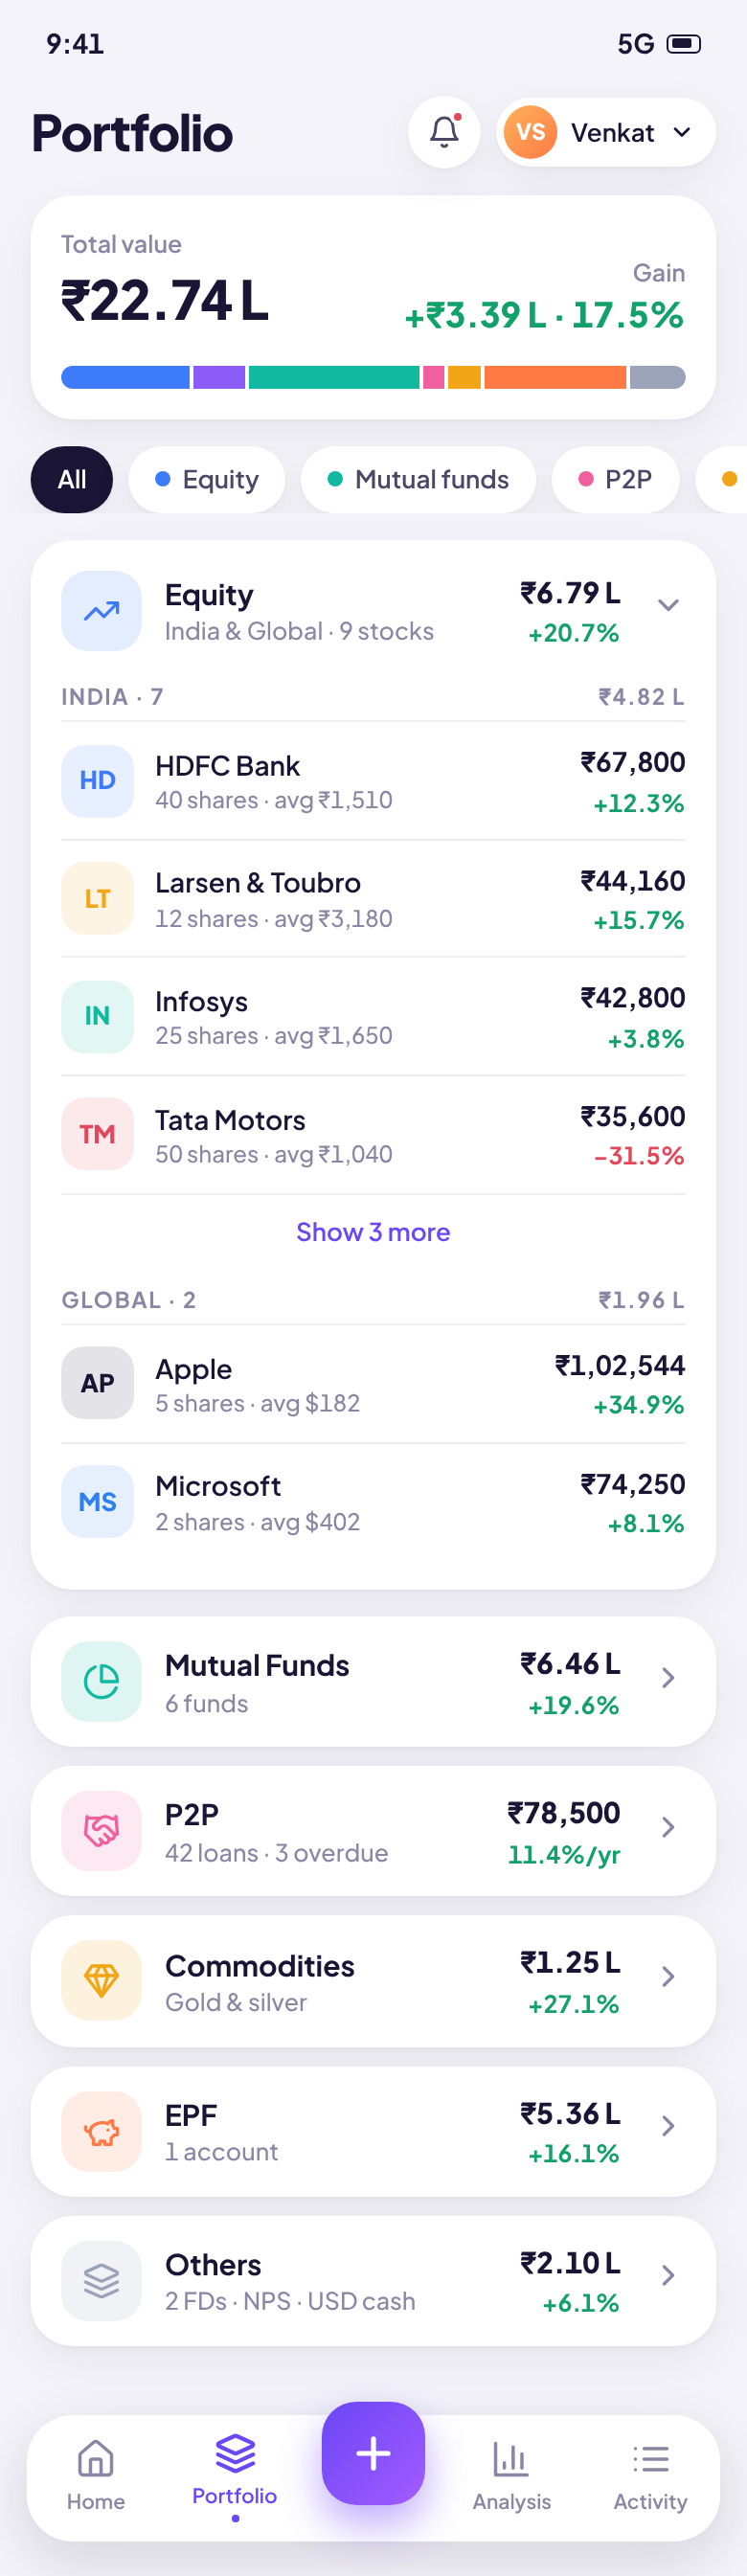 9:41 5G
Portfolio VS Venkat
Total value
₹22.74 L
Gain
+₹3.39 L · 17.5%
All Equity Mutual funds P2P
Equity ₹6.79 L
India & Global · 9 stocks +20.7%
INDIA · 7 ₹4.82 L
HD HDFC Bank ₹67,800
40 shares · avg ₹1,510 +12.3%
LT Larsen & Toubro ₹44,160
12 shares · avg ₹3,180 +15.7%
IN Infosys ₹42,800
25 shares · avg ₹1,650 +3.8%
TM Tata Motors ₹35,600
50 shares · avg ₹1,040 −31.5%
Show 3 more
GLOBAL · 2 ₹1.96 L
AP Apple ₹1,02,544
5 shares · avg $182 +34.9%
MS Microsoft ₹74,250
2 shares · avg $402 +8.1%
Mutual Funds ₹6.46 L
6 funds +19.6%
P2P ₹78,500
42 loans · 3 overdue 11.4%/yr
Commodities ₹1.25 L
Gold & silver +27.1%
EPF ₹5.36 L
1 account +16.1%
Others ₹2.10 L
2 FDs · NPS · USD cash +6.1%
Home Portfolio Analysis Activity